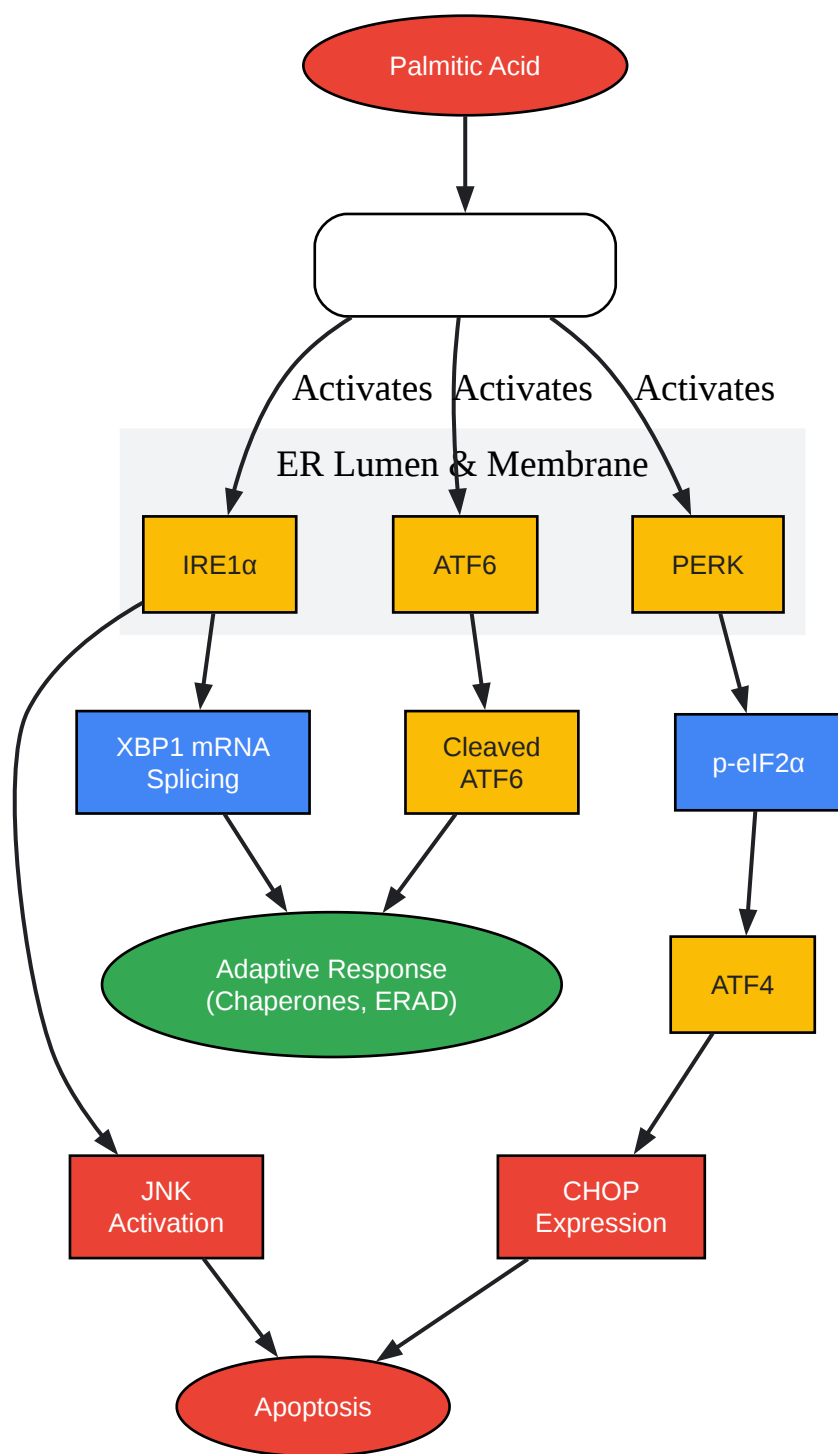 Palmitic Acid
Activates Activates Activates
ER Lumen & Membrane
IRE1α
ATF6
PERK
XBP1 mRNA
Splicing
Cleaved
ATF6
p-eIF2α
Adaptive Response
(Chaperones, ERAD)
ATF4
JNK
Activation
CHOP
Expression
Apoptosis